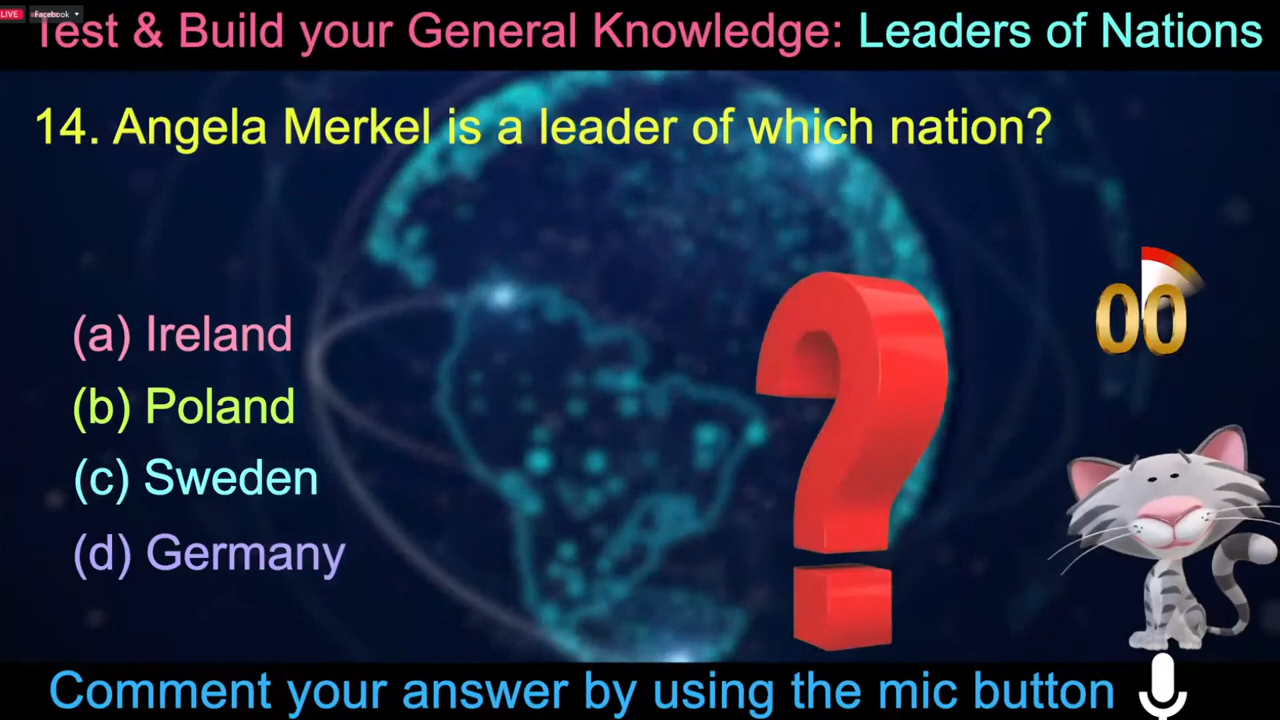 LIVE Facebook
Test & Build your General Knowledge: Leaders of Nations
14. Angela Merkel is a leader of which nation?
(a) Ireland
00
(b) Poland
(c) Sweden
(d) Germany
Comment your answer by using the mic button